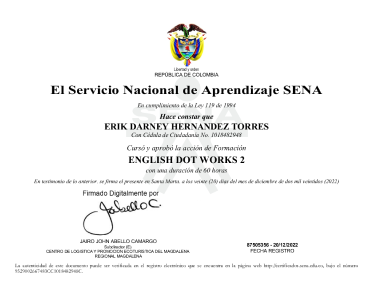 Libertad y orden
REPÚBLICA DE COLOMBIA
SENA
El Servicio Nacional de Aprendizaje SENA
En cumplimiento de la Ley 119 de 1994
Hace constar que
ERIK DARNEY HERNANDEZ TORRES
Con Cédula de Ciudadania No. 1018482948
Cursó y aprobó la acción de Formación
ENGLISH DOT WORKS 2
con una duración de 60 horas
En testimonio de lo anterior, se firma el presente en Santa Marta, a los veinte (20) días del mes de diciembre de dos mil veintidós (2022)
Firmado Digitalmente por
JAIRO JOHN ABELLO CAMARGO
Subdirector (E)
CENTRO DE LOGISTICA Y PROMOCION ECOTURISTICA DEL MAGDALENA
REGIONAL MAGDALENA
87505356 - 20/12/2022
FECHA REGISTRO
La autenticidad de este documento puede ser verificada en el registro electrónico que se encuentra en la página web http://certificados.sena.edu.co, bajo el número